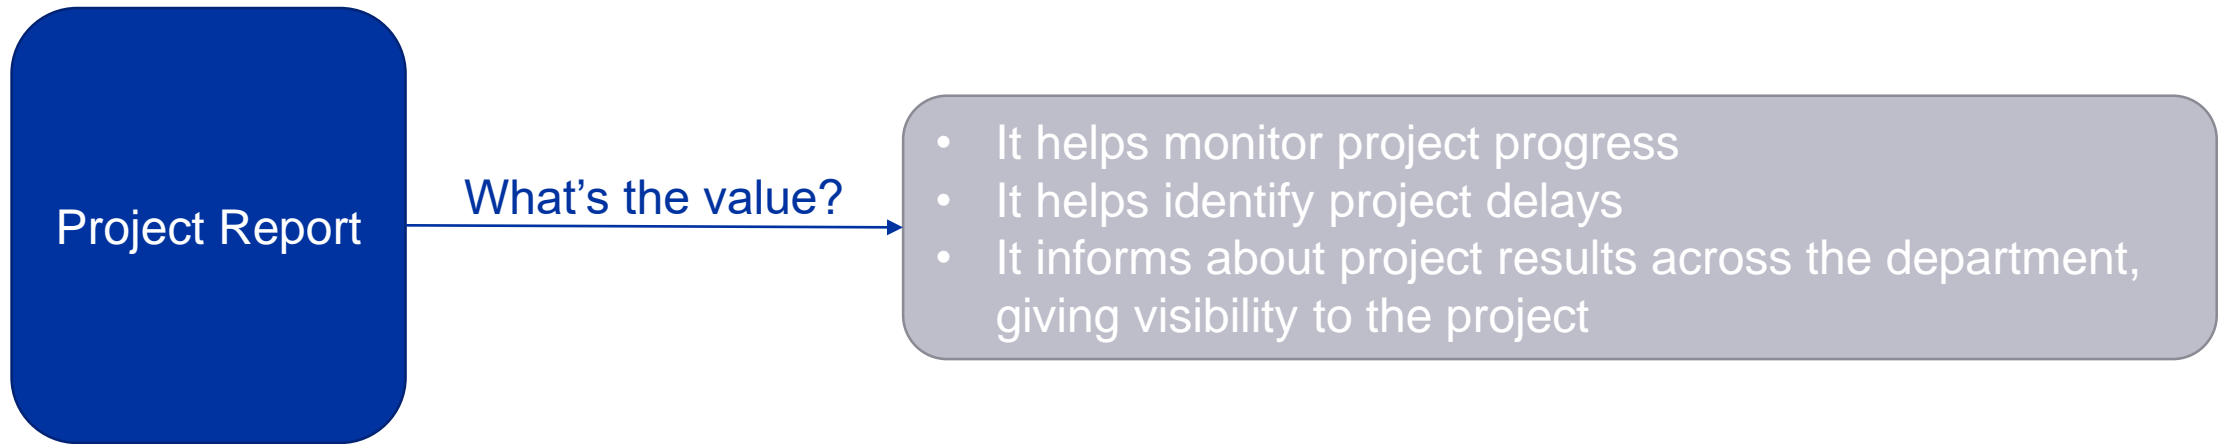 Project Report
What’s the value?
• It helps monitor project progress
• It helps identify project delays
• It informs about project results across the department,
giving visibility to the project